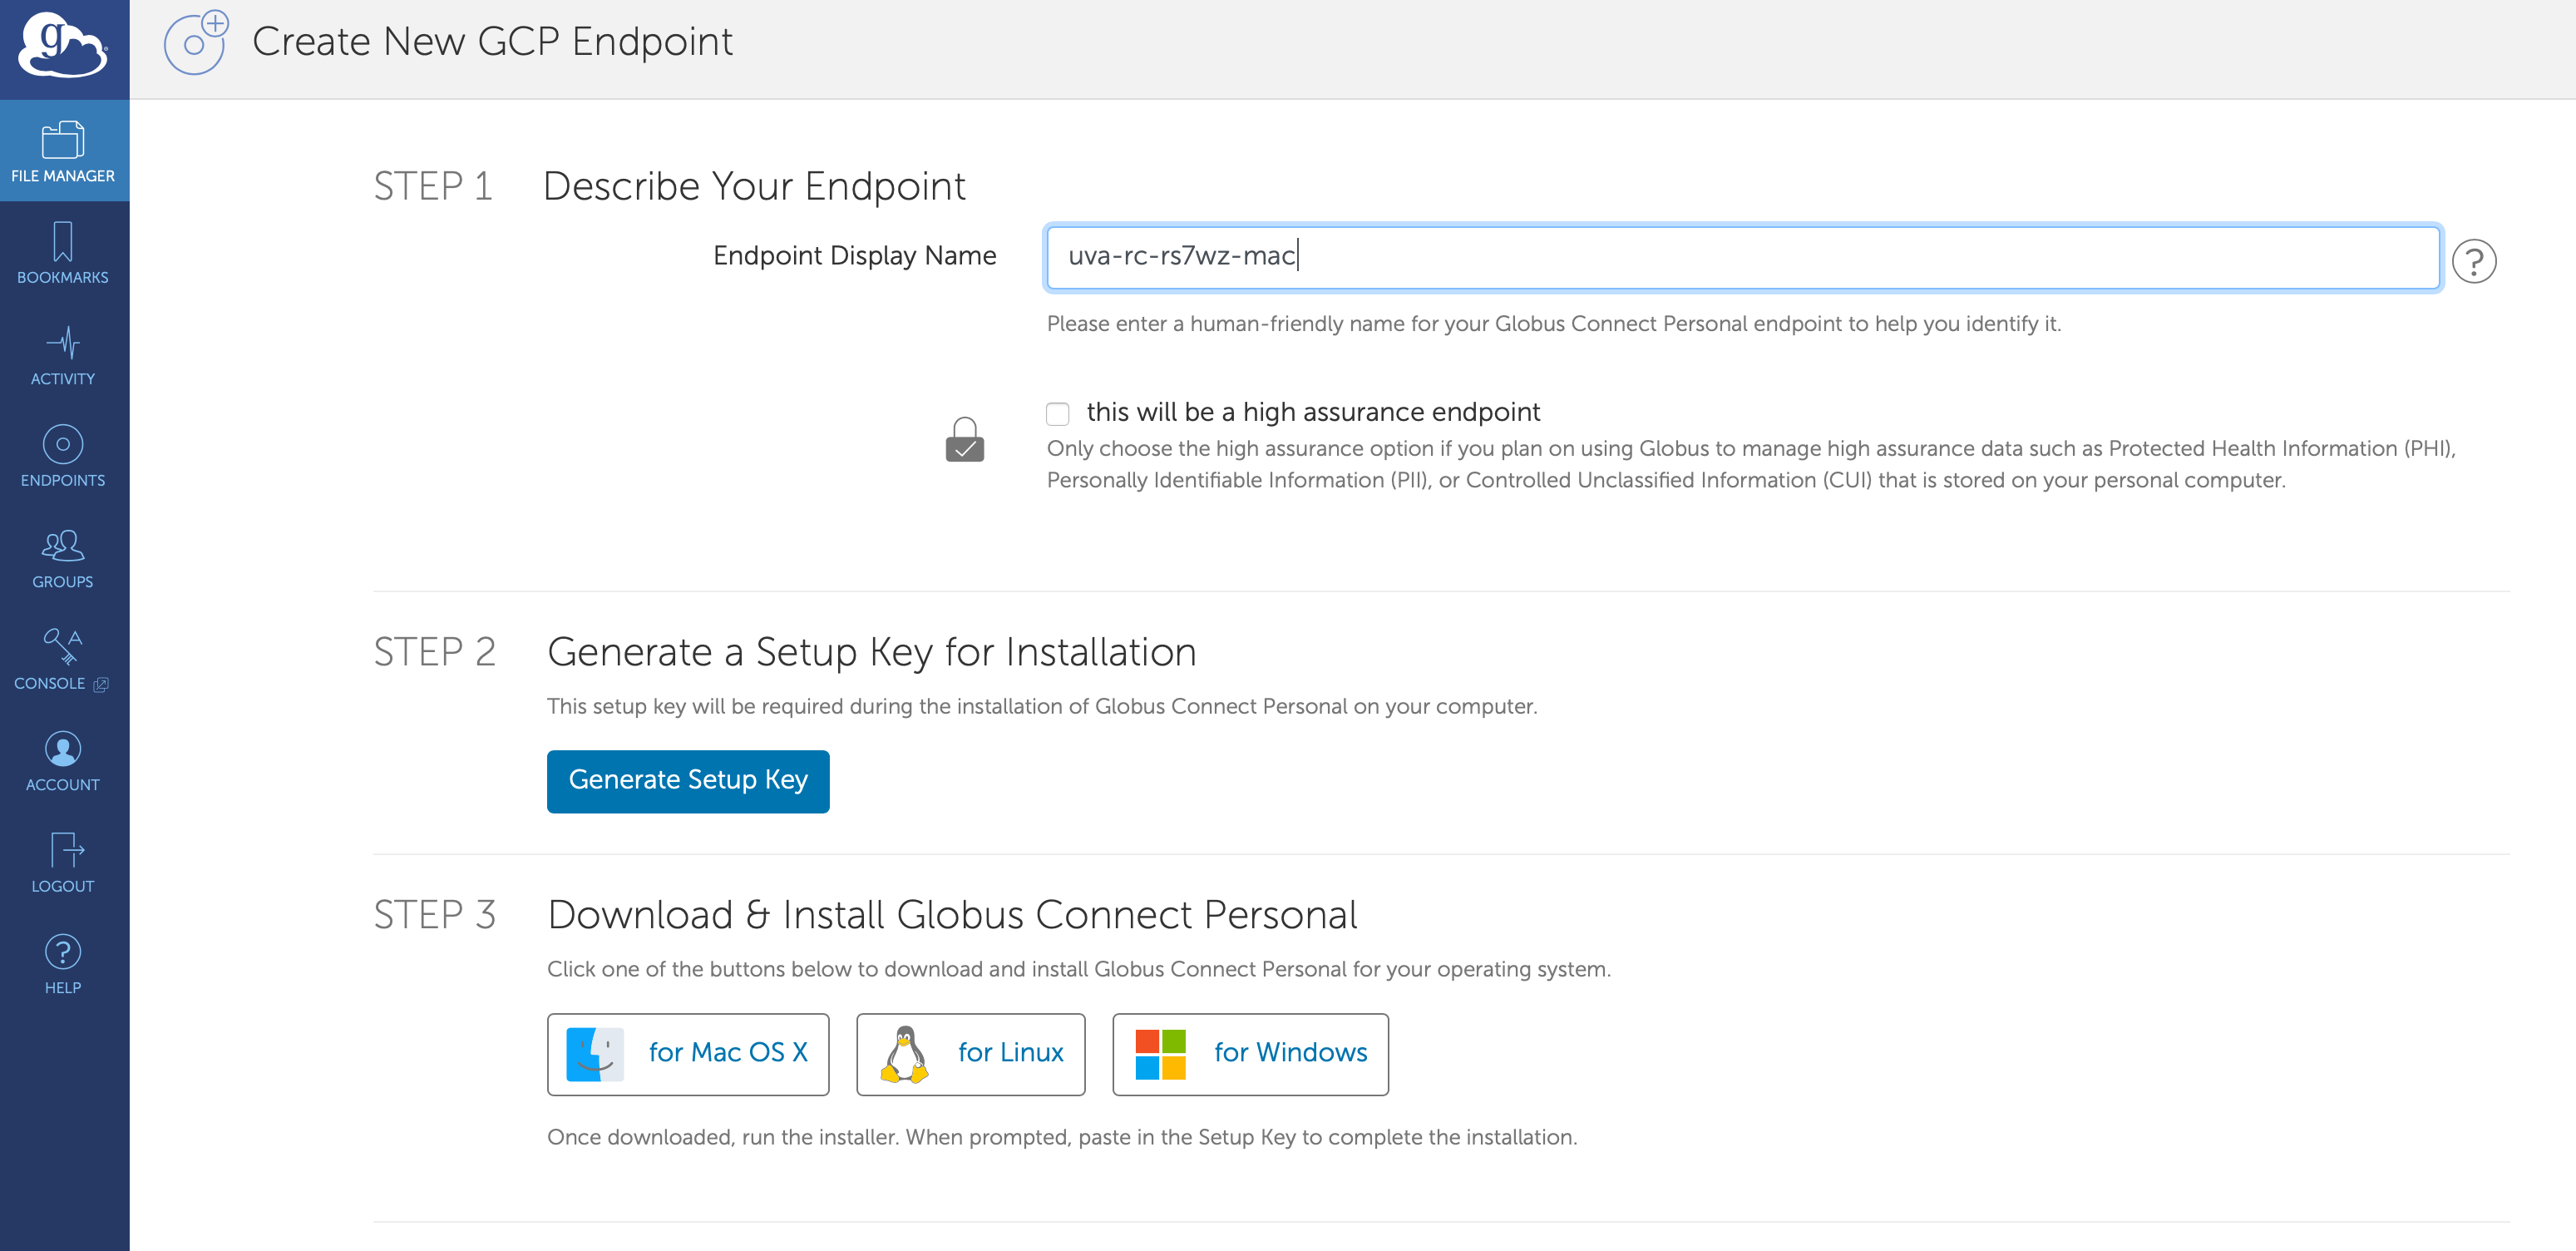 g
Create New GCP Endpoint
FILE MANAGER
BOOKMARKS
ACTIVITY
ENDPOINTS
GROUPS
CONSOLE
ACCOUNT
LOGOUT
HELP
STEP 1 Describe Your Endpoint
Endpoint Display Name uva-rc-rs7wz-mac ?
Please enter a human-friendly name for your Globus Connect Personal endpoint to help you identify it.
this will be a high assurance endpoint
Only choose the high assurance option if you plan on using Globus to manage high assurance data such as Protected Health Information (PHI),
Personally Identifiable Information (PII), or Controlled Unclassified Information (CUI) that is stored on your personal computer.
STEP 2 Generate a Setup Key for Installation
This setup key will be required during the installation of Globus Connect Personal on your computer.
Generate Setup Key
STEP 3 Download & Install Globus Connect Personal
Click one of the buttons below to download and install Globus Connect Personal for your operating system.
for Mac OS X for Linux for Windows
Once downloaded, run the installer. When prompted, paste in the Setup Key to complete the installation.